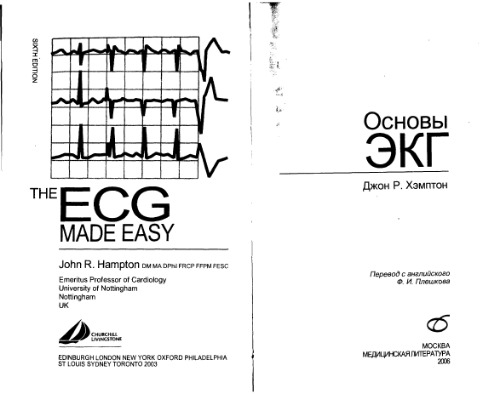 SIXTH EDITION
THE ECG
MADE EASY
John R. Hampton DM MA DPhil FRCP FFPM FESC
Emeritus Professor of Cardiology
University of Nottingham
Nottingham
UK
CHURCHILL
LIVINGSTONE
EDINBURGH LONDON NEW YORK OXFORD PHILADELPHIA
ST LOUIS SYDNEY TORONTO 2003
Основы
ЭКГ
Джон Р. Хэмптон
Перевод с английского
Ф. И. Плешкова
МОСКВА
МЕДИЦИНСКАЯ ЛИТЕРАТУРА
2006